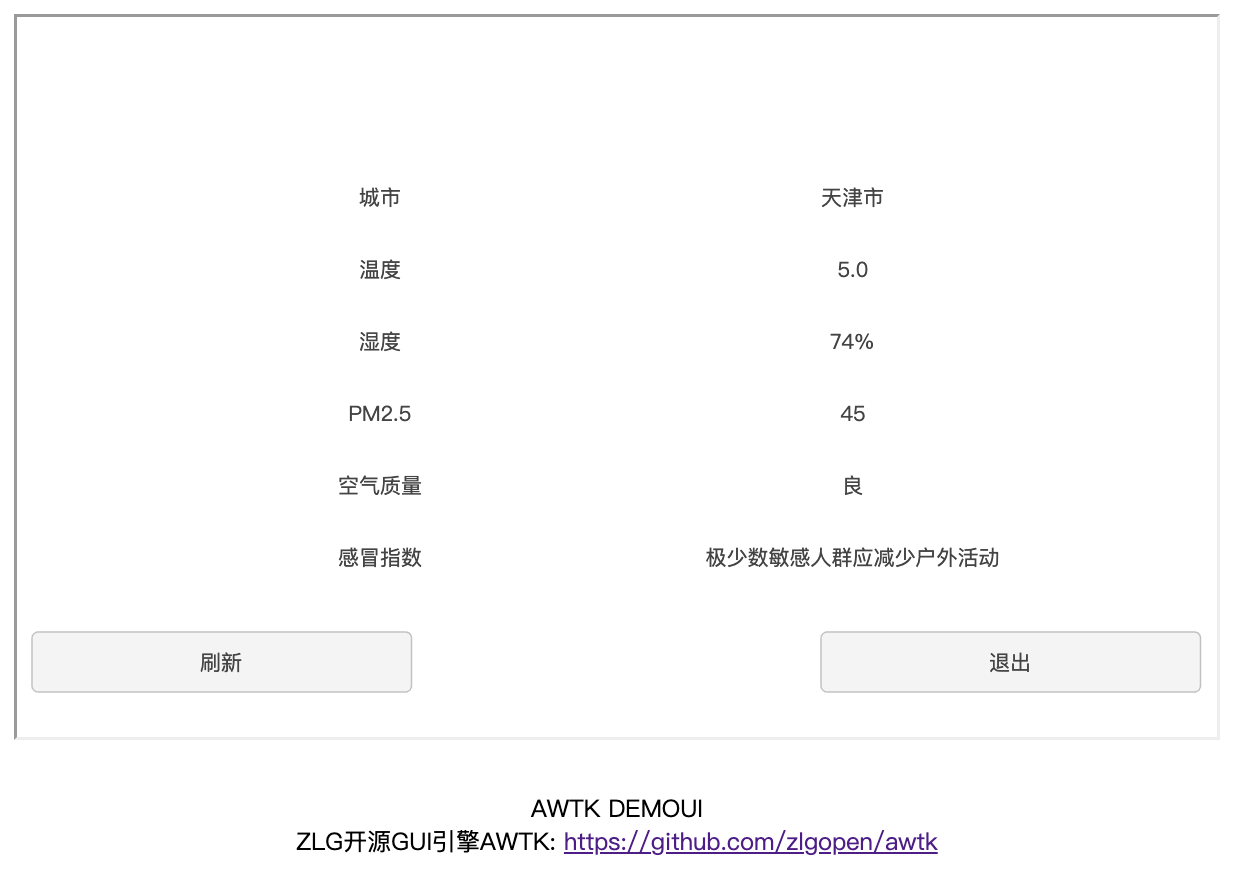 城市 天津市
温度 5.0
湿度 74%
PM2.5 45
空气质量 良
感冒指数 极少数敏感人群应减少户外活动
刷新 退出
AWTK DEMOUI
ZLG开源GUI引擎AWTK: https://github.com/zlgopen/awtk